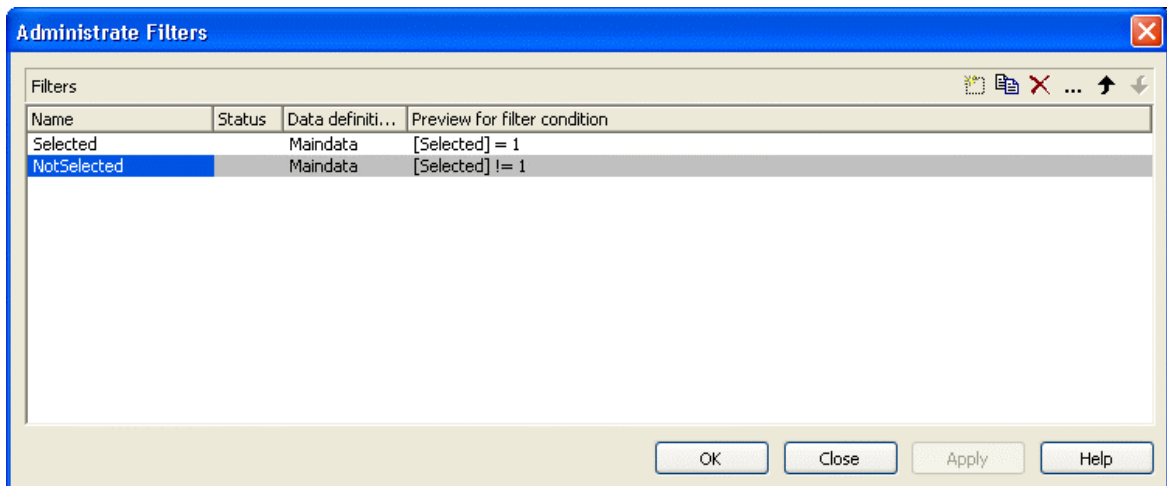 Administrate Filters
Filters
Name Status Data definiti... Preview for filter condition
Selected Maindata [Selected] = 1
NotSelected Maindata [Selected] != 1
OK Close Apply Help